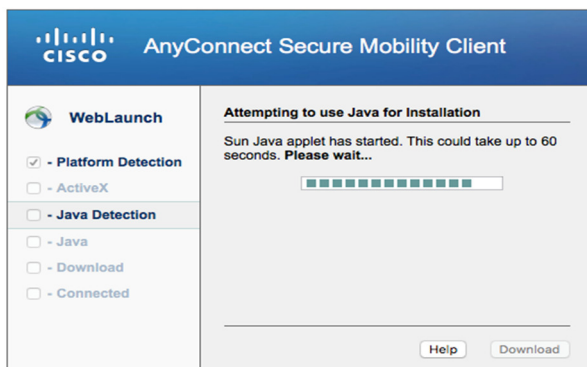 CISCO AnyConnect Secure Mobility Client
WebLaunch
- Platform Detection
- ActiveX
- Java Detection
- Java
- Download
- Connected
Attempting to use Java for Installation
Sun Java applet has started. This could take up to 60
seconds. Please wait...
Help Download